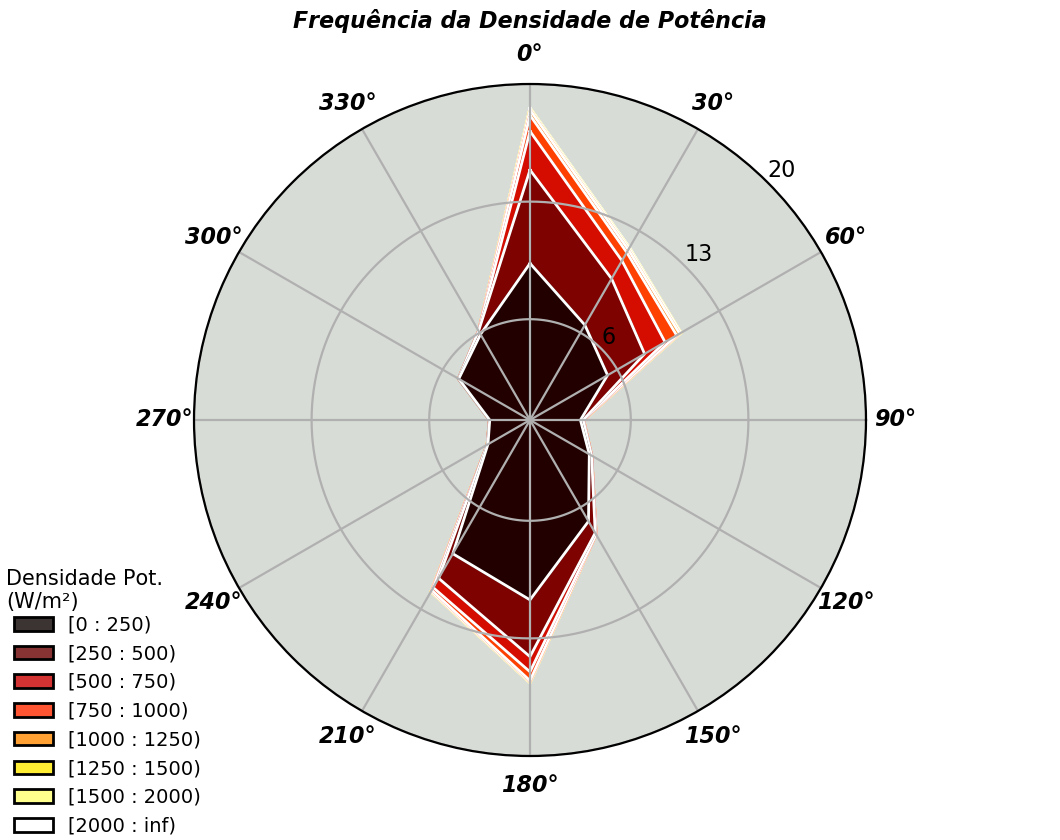 Frequência da Densidade de Potência
0°
330°
30°
20
300°
60°
13
6
270°
90°
Densidade Pot.
(W/m²)
240°
120°
[0 : 250)
[250 : 500)
[500 : 750)
[750 : 1000)
210°
150°
[1000 : 1250)
[1250 : 1500)
180°
[1500 : 2000)
[2000 : inf)